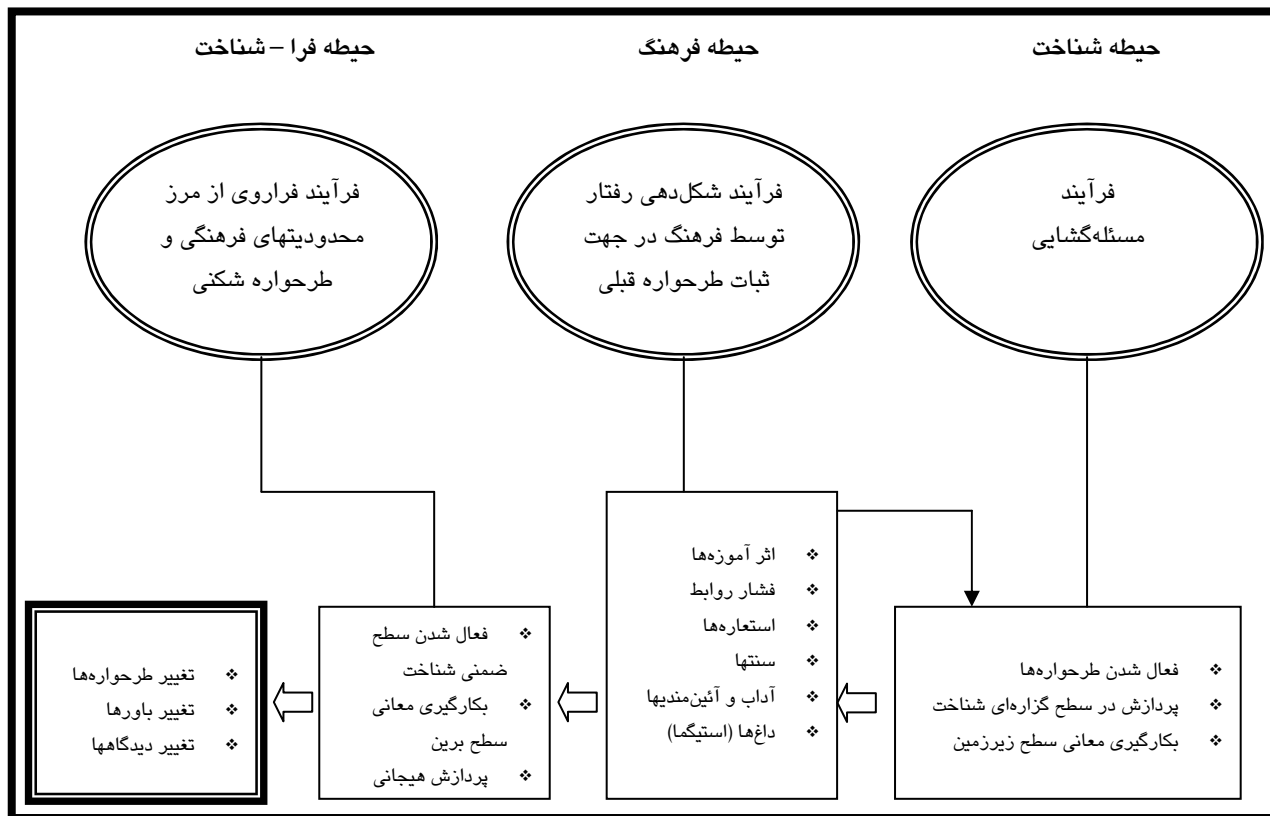 حیطه شناخت
حیطه فرهنگ
حیطه فرا – شناخت
فرآیند
مسئله‌گشایی
فرآیند شکل‌دهی رفتار
توسط فرهنگ در جهت
ثبات طرحواره قبلی
فرآیند فراروی از مرز
محدودیتهای فرهنگی و
طرحواره شکنی
❖ فعال شدن طرحواره‌ها
❖ پردازش در سطح گزاره‌ای شناخت
❖ بکارگیری معانی سطح زیرزمین
❖ اثر آموزه‌ها
❖ فشار روابط
❖ استعاره‌ها
❖ سنتها
❖ آداب و آئین‌مندیها
❖ داغ‌ها (استیگما)
❖ فعال شدن سطح
ضمنی شناخت
❖ بکارگیری معانی
سطح برین
❖ پردازش هیجانی
❖ تغییر طرحواره‌ها
❖ تغییر باورها
❖ تغییر دیدگاهها